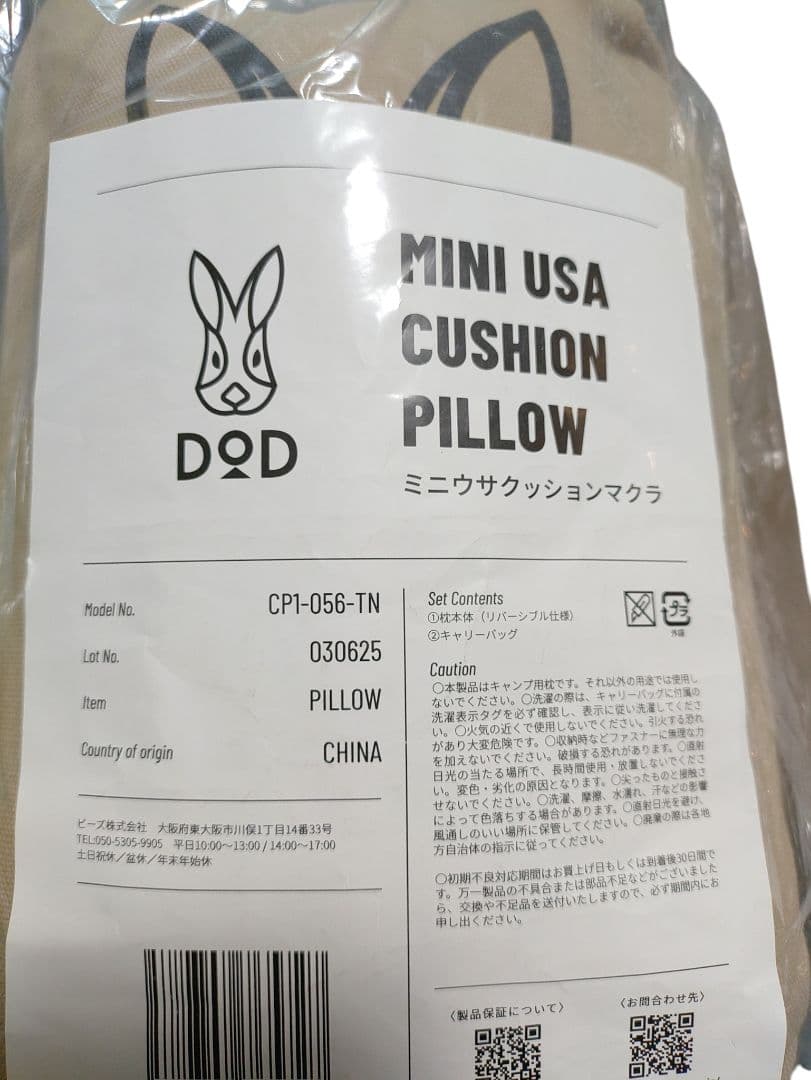 MINI USA
CUSHION
PILLOW
ミニウサクッションマクラ
DOD
Model No. CP1-056-TN
Lot No. 030625
Item PILLOW
Country of origin CHINA
ビーズ株式会社 大阪府東大阪市川俣1丁目14番33号
TEL:050-5305-9905 平日10:00〜13:00 / 14:00〜17:00
土日祝休／盆休／年末年始休
Set Contents
①枕本体（リバーシブル仕様）
②キャリーバッグ
プラ
外袋
Caution
○本製品はキャンプ用枕です。それ以外の用途では使用し
ないでください。○洗濯の際は、キャリーバッグに付属の
洗濯表示タグを必ず確認し、表示に従い洗濯してくださ
い。○火気の近くで使用しないでください。引火する恐れ
があり大変危険です。○収納時などファスナーに無理な力
を加えないでください。破損する恐れがあります。○直射
日光の当たる場所で、長時間使用・放置しないでくださ
い。変色・劣化の原因となります。○尖ったものと接触さ
せないでください。○洗濯、摩擦、水濡れ、汗などの影響
によって色落ちする場合があります。○直射日光を避け、
風通しのいい場所に保管してください。○廃棄の際は各地
方自治体の指示に従ってください。
○初期不良対応期間はお買上げ日もしくは到着後30日間で
す。万一製品の不具合または部品不足などがございました
ら、交換や不足品を送付いたしますので、必ず期間内にお
申し出ください。
〈製品保証について〉
〈お問合わせ先〉